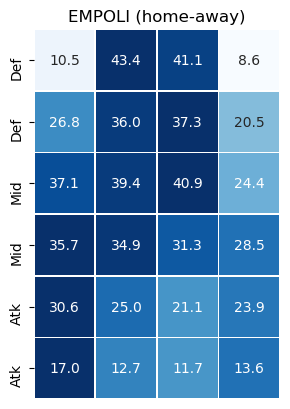 EMPOLI (home-away)
Def 10.5 43.4 41.1 8.6
Def 26.8 36.0 37.3 20.5
Mid 37.1 39.4 40.9 24.4
Mid 35.7 34.9 31.3 28.5
Atk 30.6 25.0 21.1 23.9
Atk 17.0 12.7 11.7 13.6